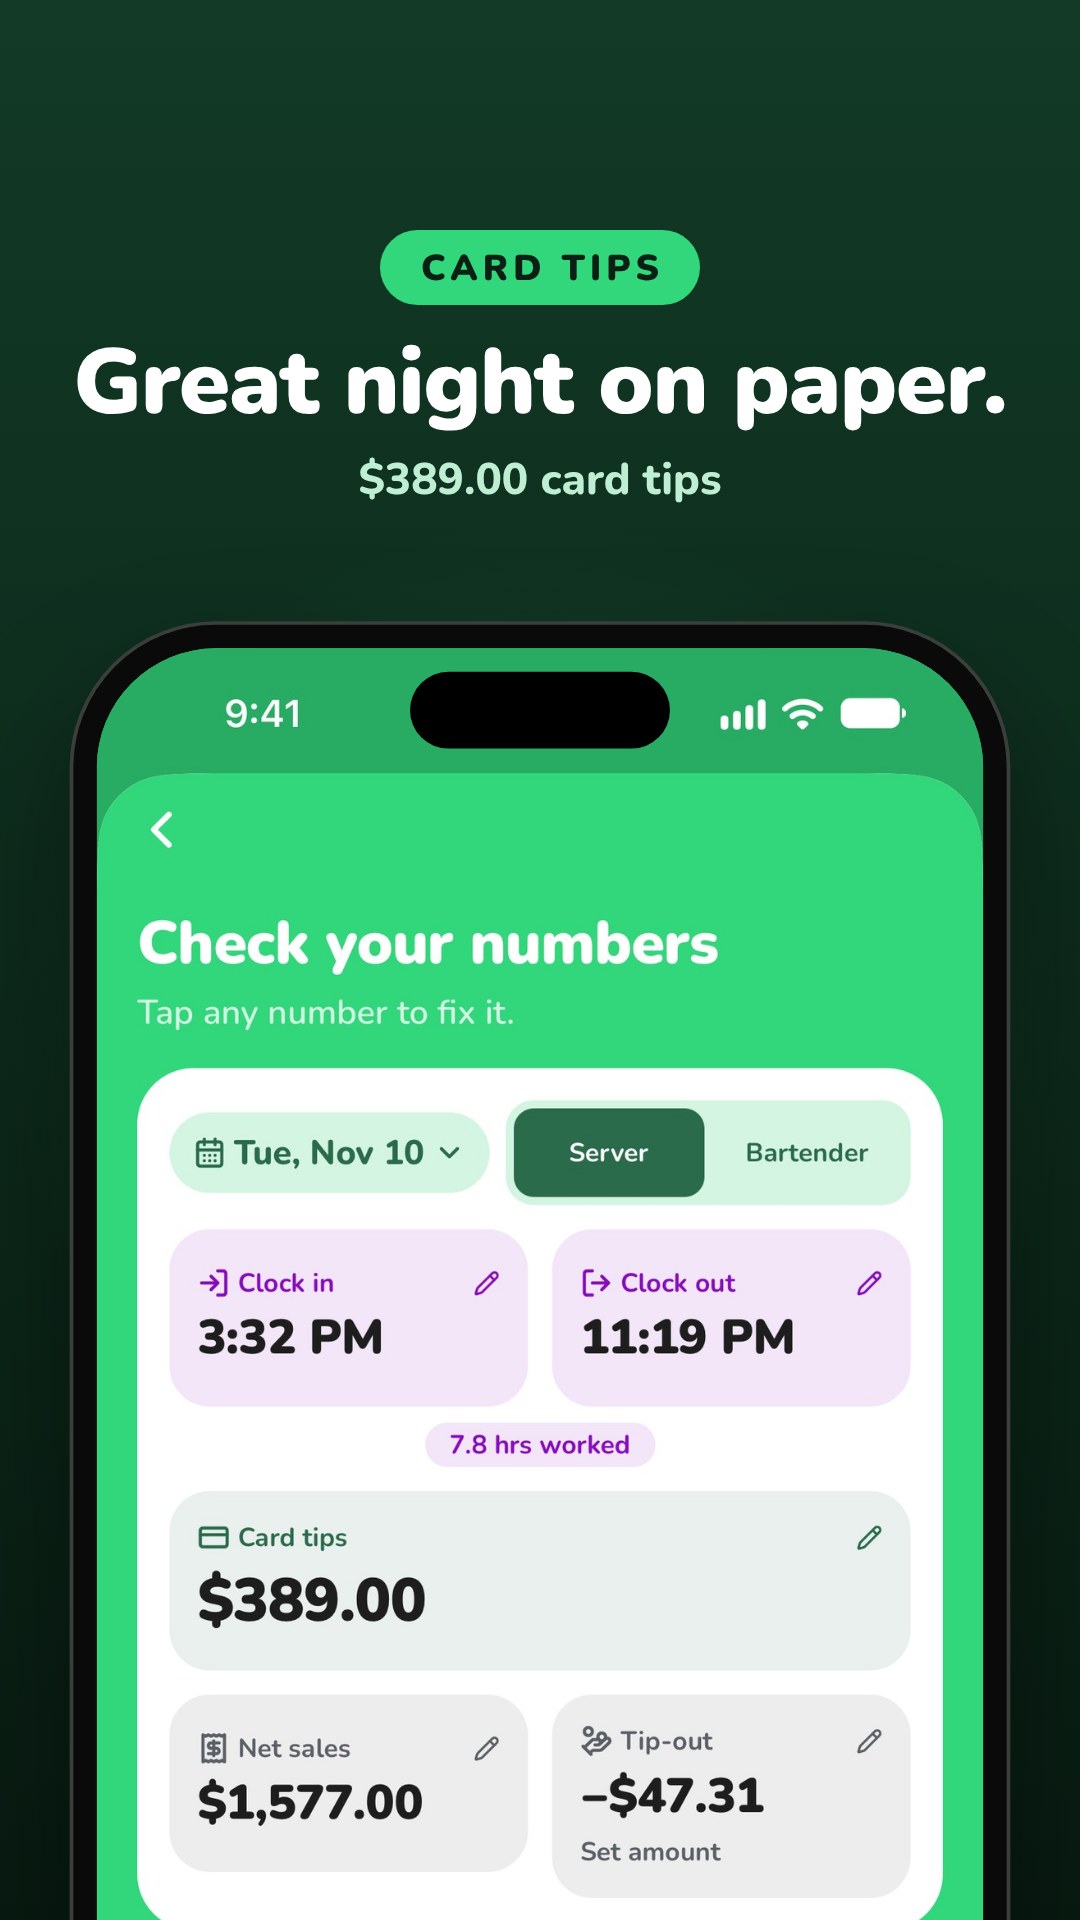 CARD TIPS
Great night on paper.
$389.00 card tips
9:41
Check your numbers
Tap any number to fix it.
Tue, Nov 10
Server
Bartender
Clock in
3:32 PM
Clock out
11:19 PM
7.8 hrs worked
Card tips
$389.00
Net sales
$1,577.00
Tip-out
–$47.31
Set amount